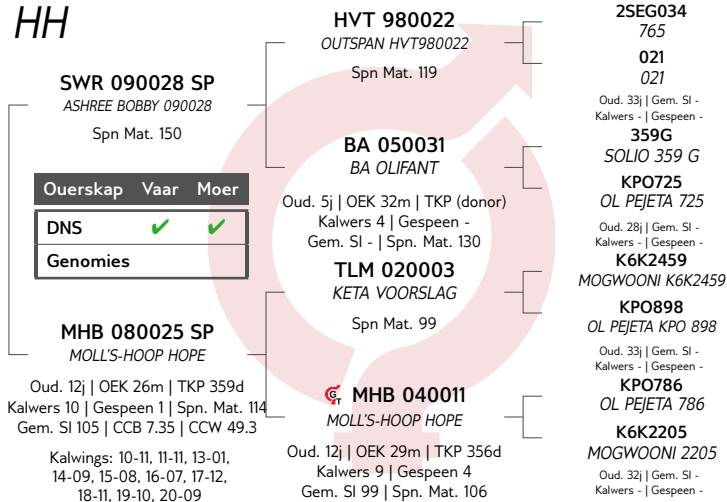 HH
SWR 090028 SP
ASHREE BOBBY 090028
Spn Mat. 150
Ouerskap Vaar Moer
DNS ✔ ✔
Genomies
MHB 080025 SP
MOLL'S-HOOP HOPE
Oud. 12j | OEK 26m | TKP 359d
Kalwers 10 | Gespeen 1 | Spn. Mat. 114
Gem. SI 105 | CCB 7.35 | CCW 49.3
Kalwings: 10-11, 11-11, 13-01,
14-09, 15-08, 16-07, 17-12,
18-11, 19-10, 20-09
HVT 980022
OUTSPAN HVT980022
Spn Mat. 119
BA 050031
BA OLIFANT
Oud. 5j | OEK 32m | TKP (donor)
Kalwers 4 | Gespeen -
Gem. SI - | Spn. Mat. 130
TLM 020003
KETA VOORSLAG
Spn Mat. 99
GT MHB 040011
MOLL'S-HOOP HOPE
Oud. 12j | OEK 29m | TKP 356d
Kalwers 9 | Gespeen 4
Gem. SI 99 | Spn. Mat. 106
2SEG034
765
021
021
Oud. 33j | Gem. SI -
Kalwers - | Gespeen -
359G
SOLIO 359 G
KPO725
OL PEJETA 725
Oud. 28j | Gem. SI -
Kalwers - | Gespeen -
K6K2459
MOGWOONI K6K2459
KPO898
OL PEJETA KPO 898
Oud. 33j | Gem. SI -
Kalwers - | Gespeen -
KPO786
OL PEJETA 786
K6K2205
MOGWOONI 2205
Oud. 32j | Gem. SI -
Kalwers - | Gespeen -